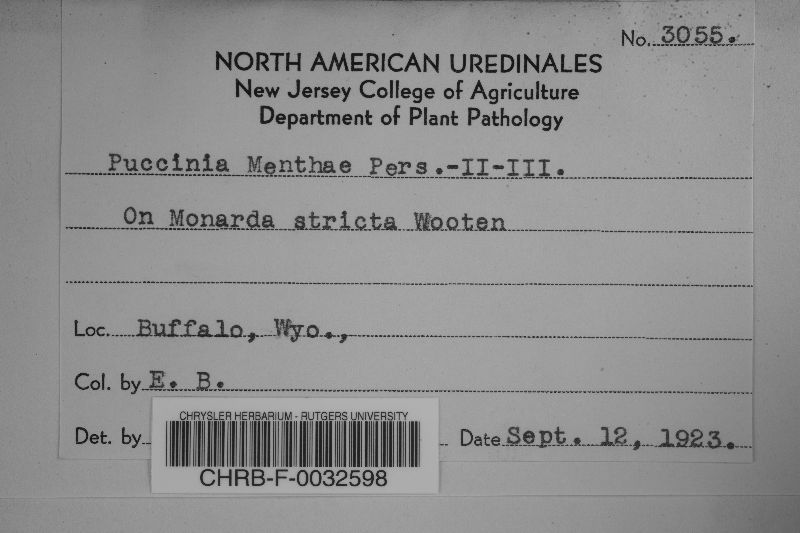 No. 3055.
NORTH AMERICAN UREDINALES
New Jersey College of Agriculture
Department of Plant Pathology
Puccinia Menthae Pers.-II-III.
On Monarda stricta Wooten
Loc. Buffalo, Wyo.,
Col. by E. B.
Det. by Date Sept. 12, 1923.
CHRYSLER HERBARIUM - RUTGERS UNIVERSITY
CHRB-F-0032598